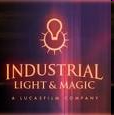 INDUSTRIAL
LIGHT & MAGIC
A LUCASFILM COMPANY